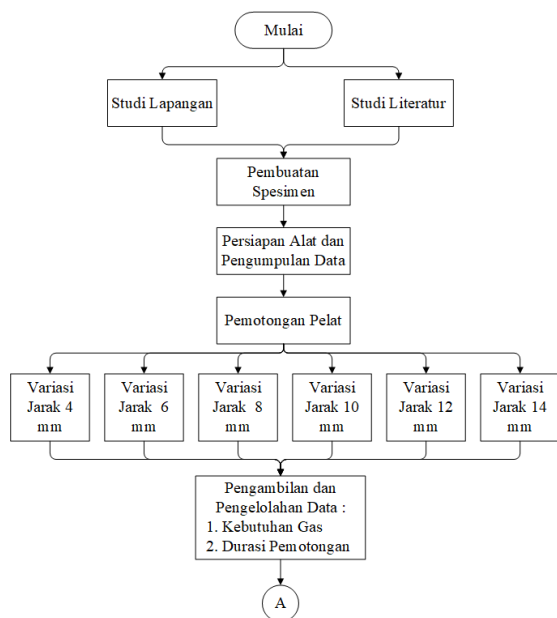 Mulai
Studi Lapangan
Studi Literatur
Pembuatan
Spesimen
Persiapan Alat dan
Pengumpulan Data
Pemotongan Pelat
Variasi
Jarak 4
mm
Variasi
Jarak 6
mm
Variasi
Jarak 8
mm
Variasi
Jarak 10
mm
Variasi
Jarak 12
mm
Variasi
Jarak 14
mm
Pengambilan dan
Pengelolahan Data :
1. Kebutuhan Gas
2. Durasi Pemotongan
A